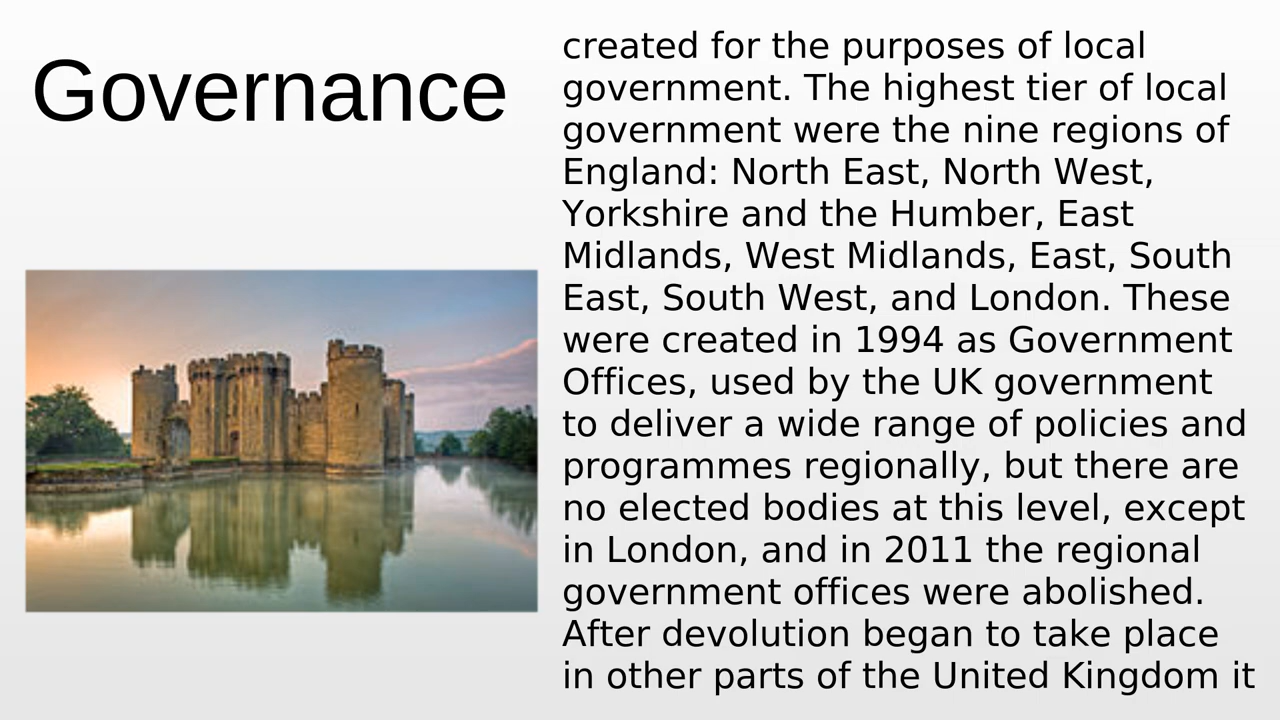 Governance
created for the purposes of local
government. The highest tier of local
government were the nine regions of
England: North East, North West,
Yorkshire and the Humber, East
Midlands, West Midlands, East, South
East, South West, and London. These
were created in 1994 as Government
Offices, used by the UK government
to deliver a wide range of policies and
programmes regionally, but there are
no elected bodies at this level, except
in London, and in 2011 the regional
government offices were abolished.
After devolution began to take place
in other parts of the United Kingdom it